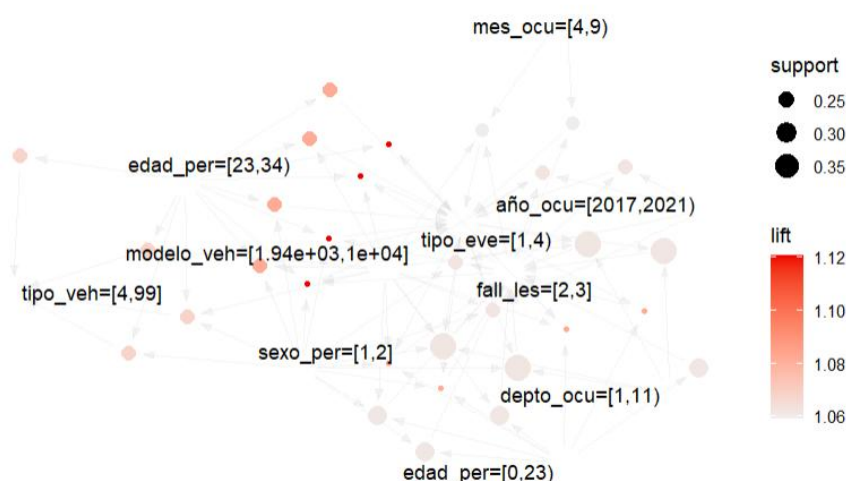 mes_ocu=[4,9)
support
0.25
0.30
0.35
edad_per=[23,34)
año_ocu=[2017,2021)
tipo_eve=[1,4)
lift
modelo_veh=[1.94e+03,1e+04]
1.12
tipo_veh=[4,99]
fall_les=[2,3]
1.10
sexo_per=[1,2]
1.08
depto_ocu=[1,11)
1.06
edad_per=[0,23)